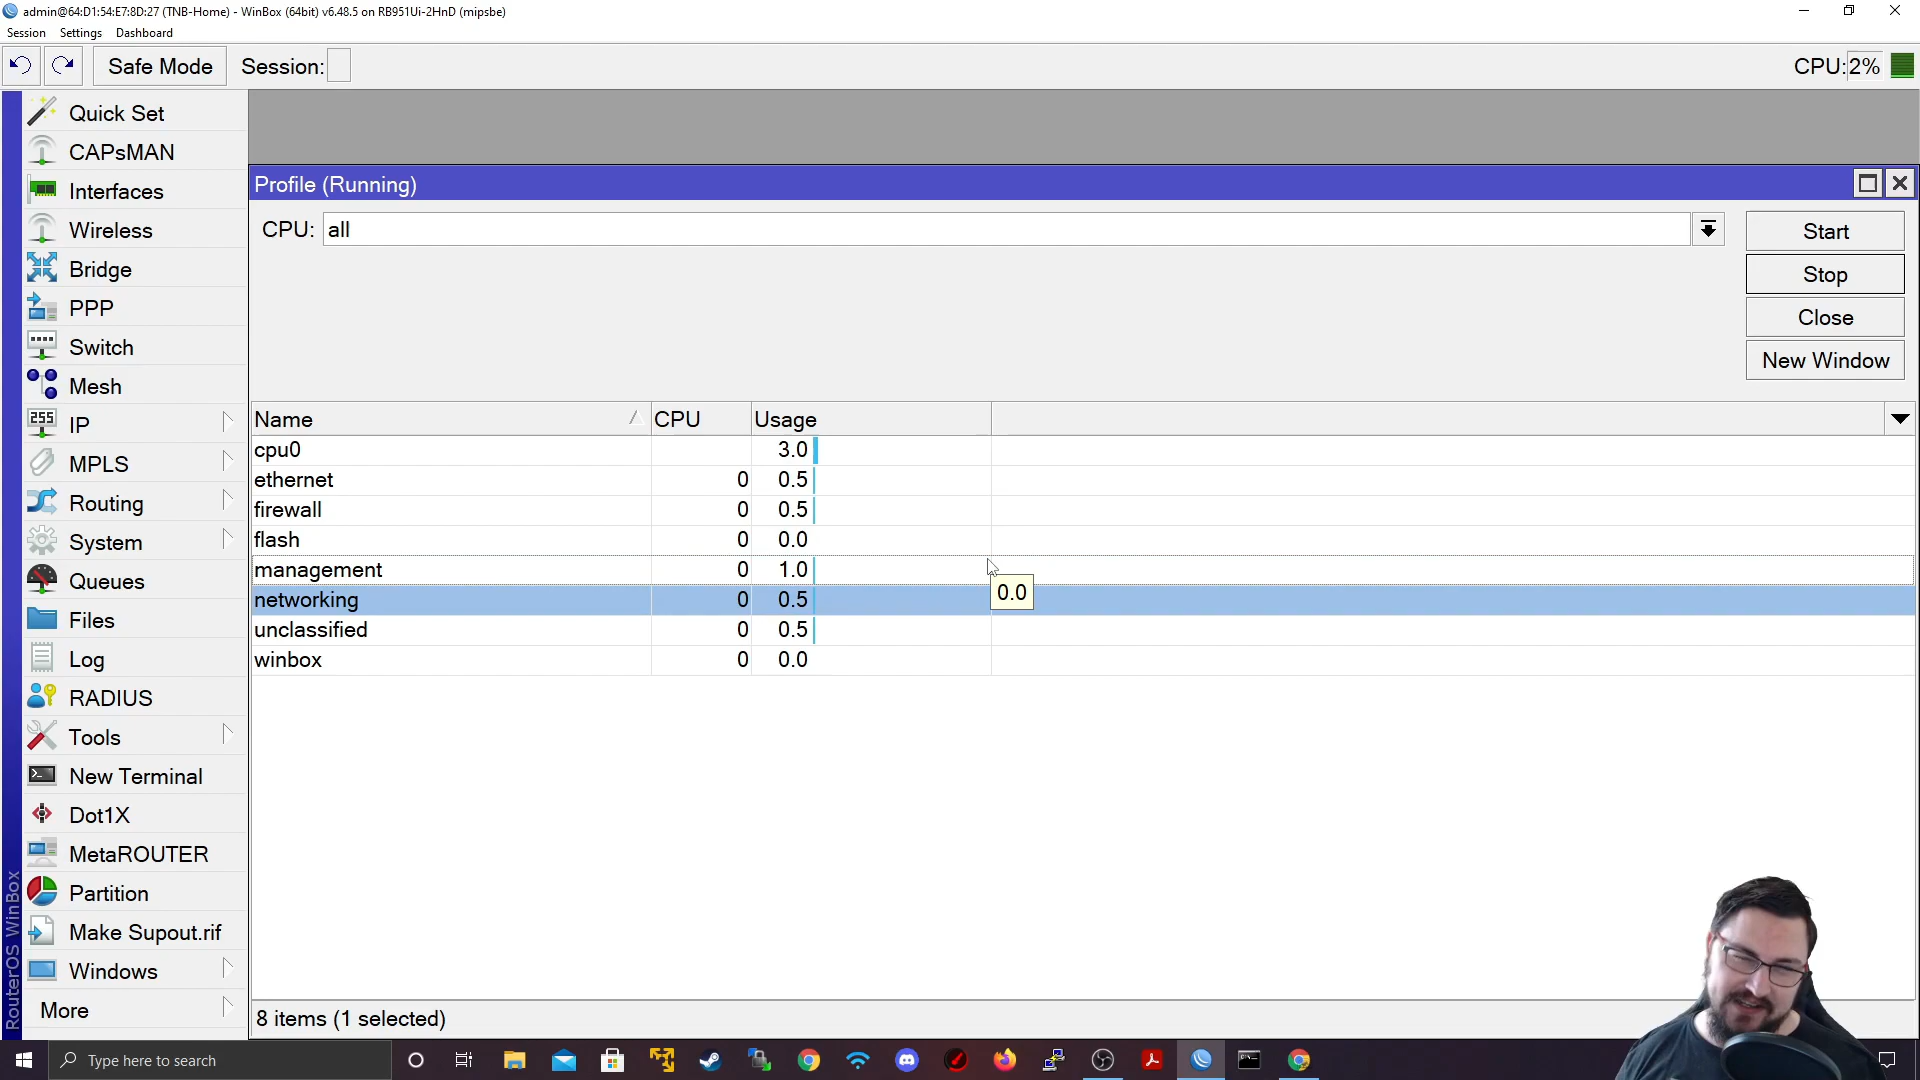 admin@64:D1:54:E7:8D:27 (TNB-Home) - WinBox (64bit) v6.48.5 on RB951Ui-2HnD (mipsbe)
Session Settings Dashboard
Safe Mode Session: CPU:2%
Quick Set
CAPsMAN
Interfaces
Wireless
Bridge
PPP
Switch
Mesh
255 IP
MPLS
Routing
System
Queues
Files
Log
RADIUS
Tools
New Terminal
Dot1X
MetaROUTER
Partition
Make Supout.rif
Windows
More
RouterOS WinBox
Profile (Running)
CPU: all
Start
Stop
Close
New Window
Name CPU Usage
cpu0 3.0
ethernet 0 0.5
firewall 0 0.5
flash 0 0.0
management 0 1.0
networking 0 0.5
unclassified 0 0.5
winbox 0 0.0
0.0
8 items (1 selected)
Type here to search